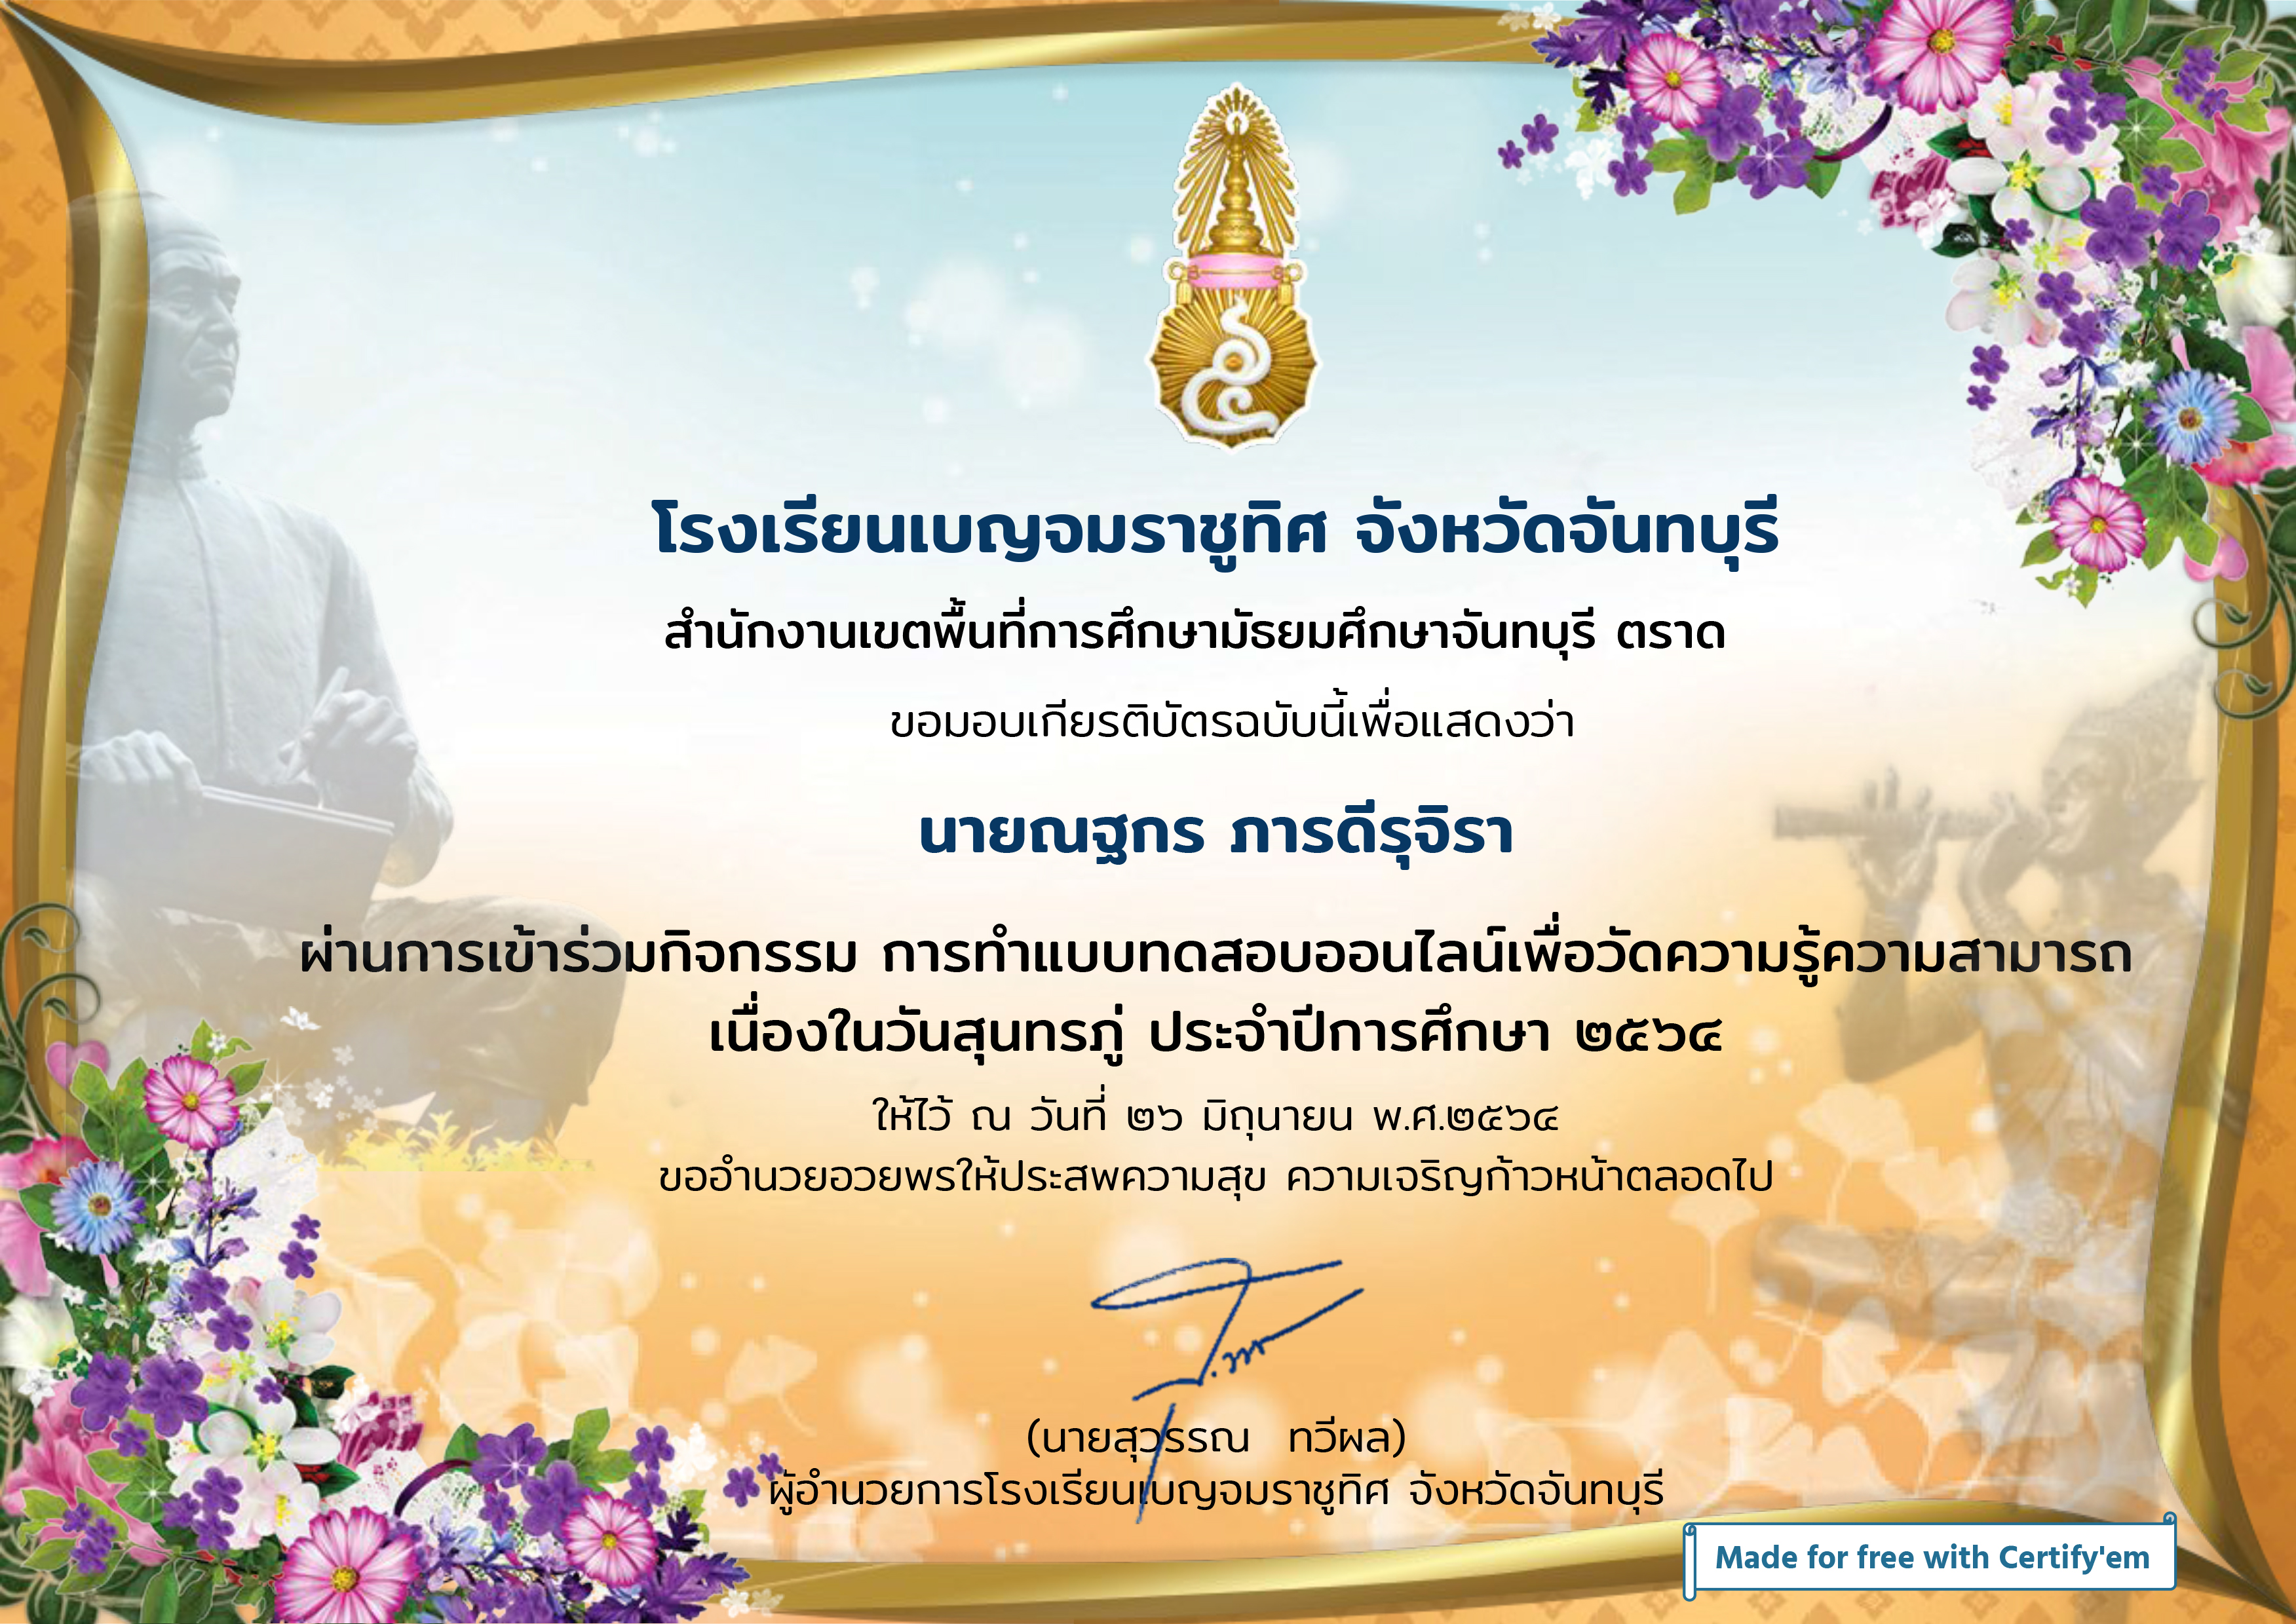 โรงเรียนเบญจมราชูทิศ จังหวัดจันทบุรี
สำนักงานเขตพื้นที่การศึกษามัธยมศึกษาจันทบุรี ตราด
ขอมอบเกียรติบัตรฉบับนี้เพื่อแสดงว่า
นายณฐกร ภารดีรุจิรา
ผ่านการเข้าร่วมกิจกรรม การทำแบบทดสอบออนไลน์เพื่อวัดความรู้ความสามารถ
เนื่องในวันสุนทรภู่ ประจำปีการศึกษา ๒๕๖๔
ให้ไว้ ณ วันที่ ๒๖ มิถุนายน พ.ศ.๒๕๖๔
ขออำนวยอวยพรให้ประสพความสุข ความเจริญก้าวหน้าตลอดไป
(นายสุวรรณ ทวีผล)
ผู้อำนวยการโรงเรียนเบญจมราชูทิศ จังหวัดจันทบุรี
Made for free with Certify'em